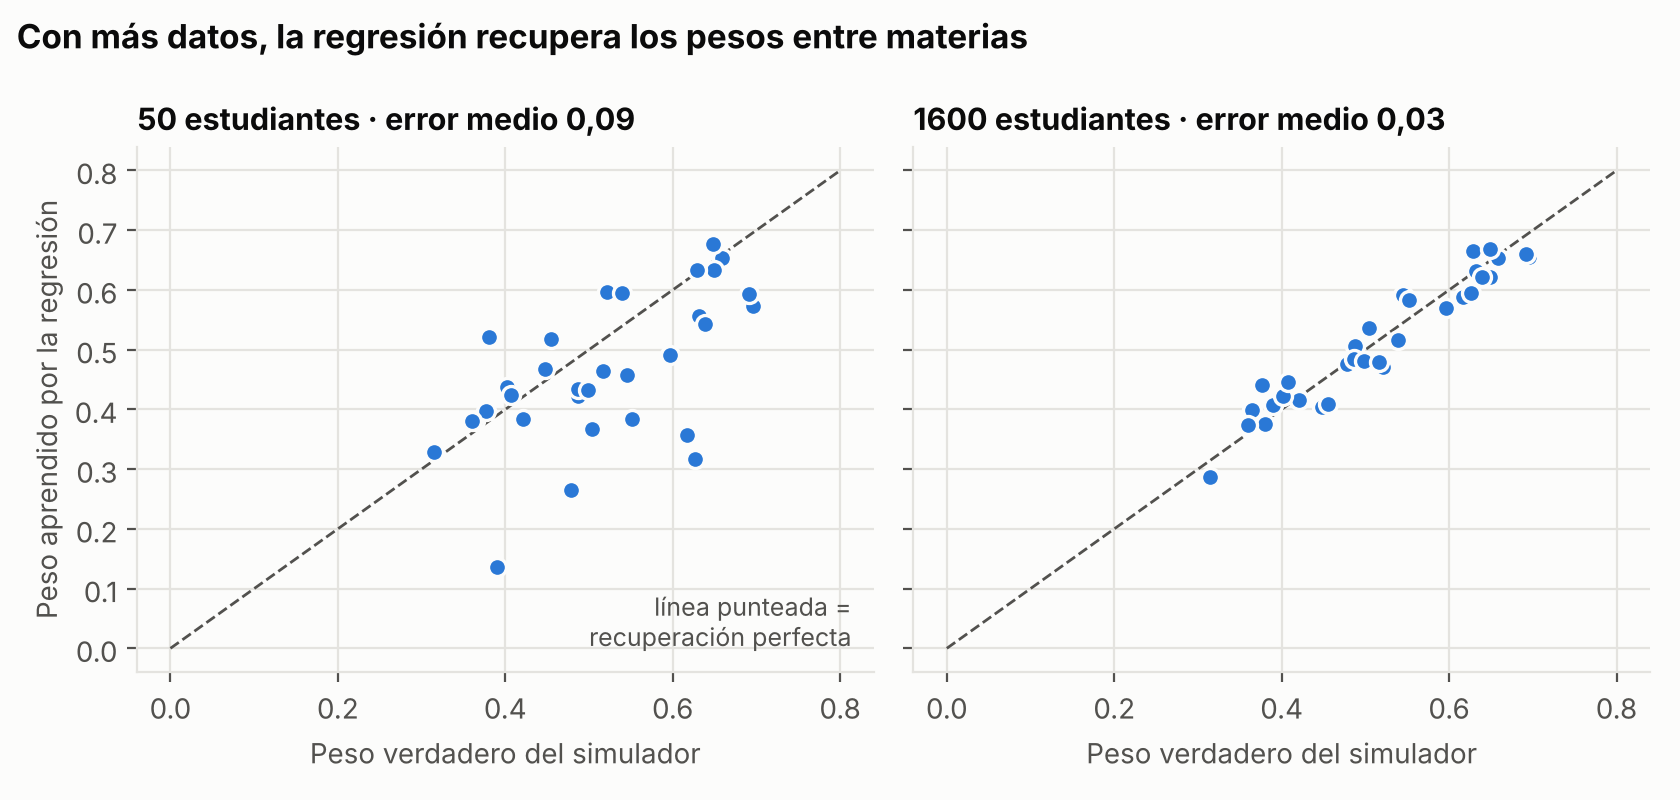 Con más datos, la regresión recupera los pesos entre materias
50 estudiantes · error medio 0,09
Peso aprendido por la regresión
0.8
0.7
0.6
0.5
0.4
0.3
0.2
0.1
0.0
línea punteada =
recuperación perfecta
0.0 0.2 0.4 0.6 0.8
Peso verdadero del simulador
1600 estudiantes · error medio 0,03
0.0 0.2 0.4 0.6 0.8
Peso verdadero del simulador